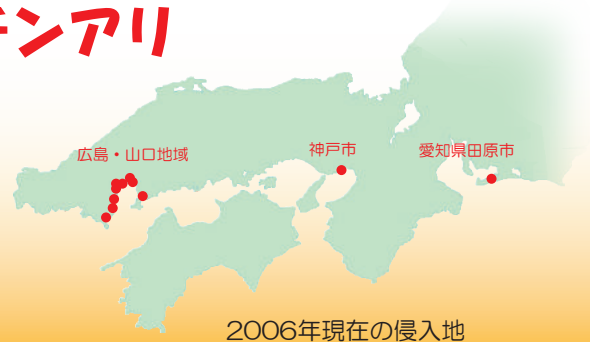 チンアリ
広島・山口地域
神戸市
愛知県田原市
2006年現在の侵入地